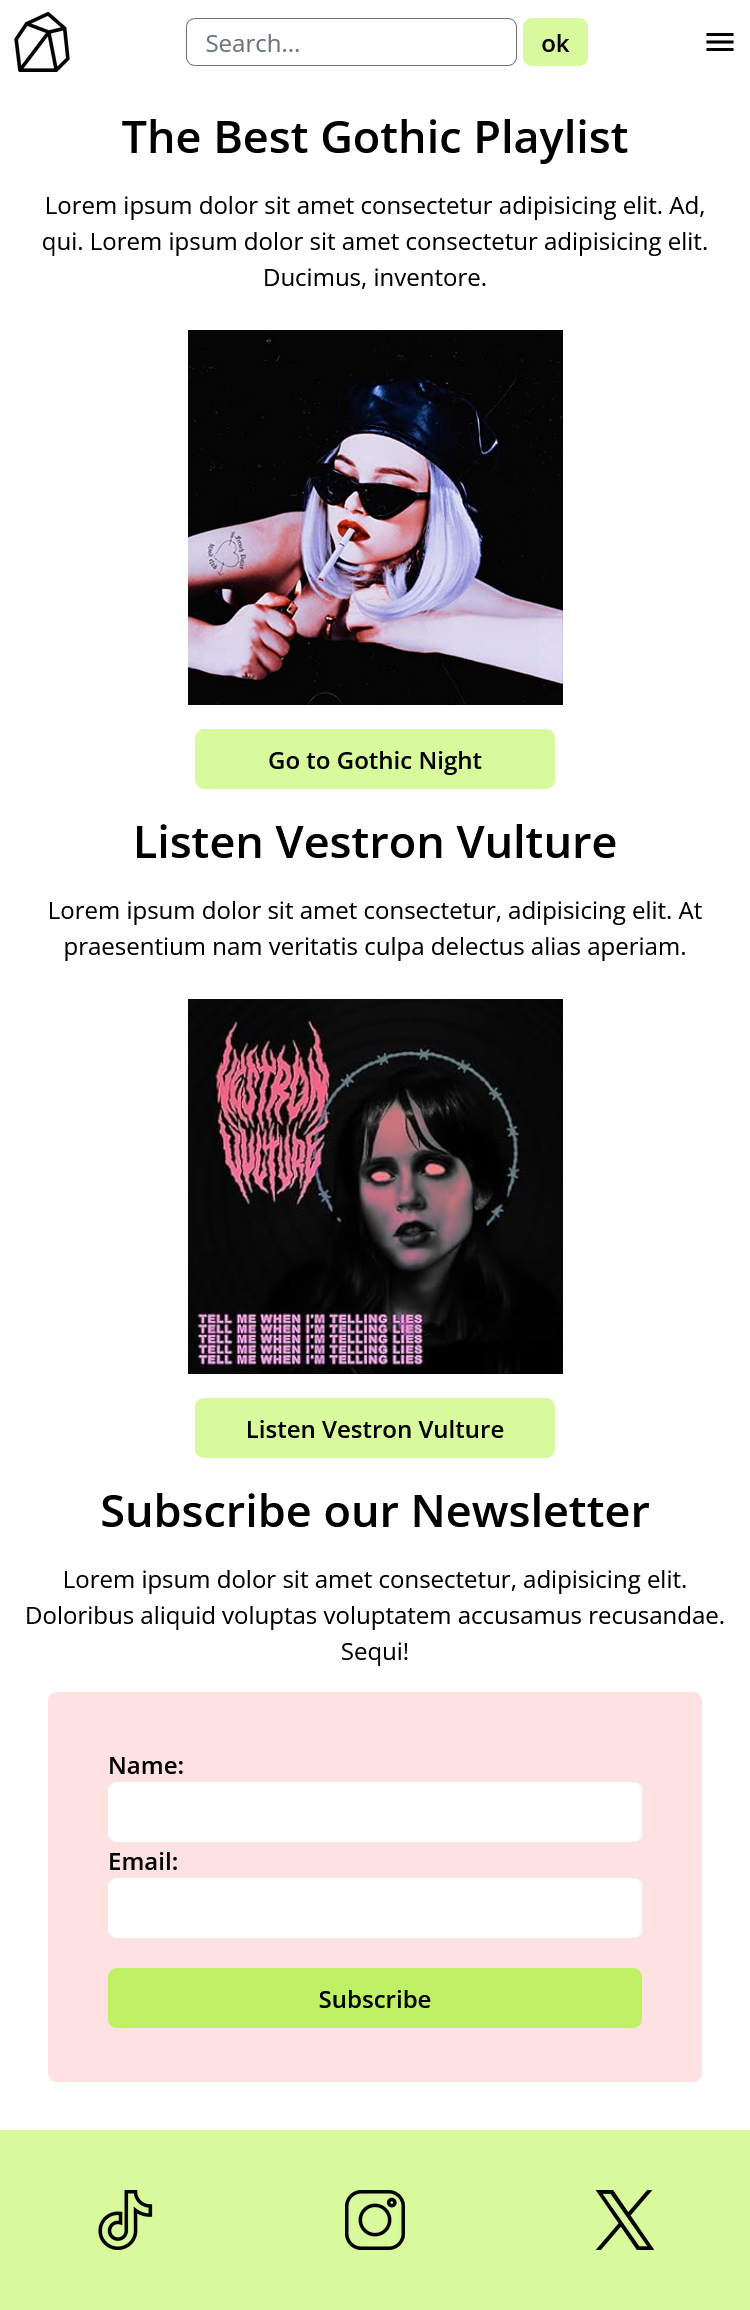 Search...
ok
The Best Gothic Playlist
Lorem ipsum dolor sit amet consectetur adipisicing elit. Ad,
qui. Lorem ipsum dolor sit amet consectetur adipisicing elit.
Ducimus, inventore.
Go to Gothic Night
Listen Vestron Vulture
Lorem ipsum dolor sit amet consectetur, adipisicing elit. At
praesentium nam veritatis culpa delectus alias aperiam.
VESTRON
VULTURE
TELL ME WHEN I'M TELLING LIES
TELL ME WHEN I'M TELLING LIES
TELL ME WHEN I'M TELLING LIES
TELL ME WHEN I'M TELLING LIES
TELL ME WHEN I'M TELLING LIES
Listen Vestron Vulture
Subscribe our Newsletter
Lorem ipsum dolor sit amet consectetur, adipisicing elit.
Doloribus aliquid voluptas voluptatem accusamus recusandae.
Sequi!
Name:
Email:
Subscribe